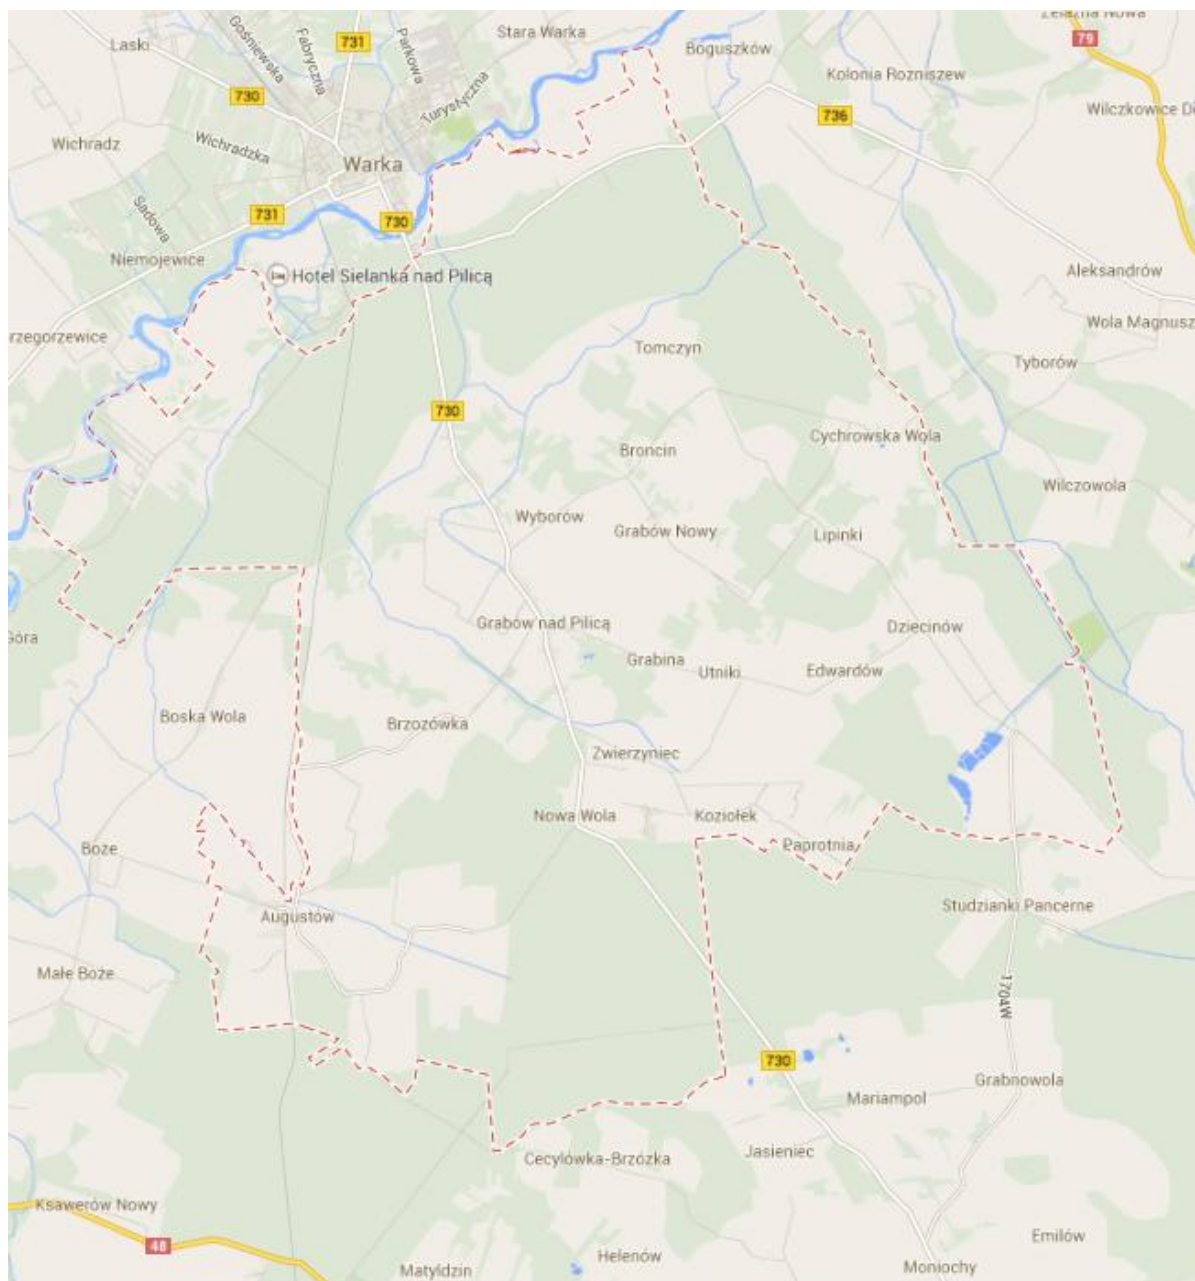 Żelazna Nowa
Laski
Gośniewska
Fabryczna
731
Parkowa
Stara Warka
Boguszków
79
Kolonia Rozniszew
730
Turystyczna
736
Wilczkowice D
Wichradz
Wichradzka
Warka
Sadowa
731
730
Niemojewice
Hotel Sielanka nad Pilicą
Aleksandrów
rzegorzewice
Wola Magnusz
Tomczyn
Tyborów
730
Cychrowska Wola
Broncin
Wilczowola
Wyborów
Grabów Nowy
Lipinki
Grabów nad Pilicą
Dziecinów
Góra
Grabina
Utniki
Edwardów
Boska Wola
Brzozówka
Zwierzyniec
Nowa Wola
Koziołek
Boże
Paprotnia
Augustów
Studzianki Pancerne
Małe Boże
1704W
730
Grabnowola
Mariampol
Jasieniec
Cecylówka-Brzózka
Ksawerów Nowy
48
Emilów
Helenów
Matyldzin
Moniochy